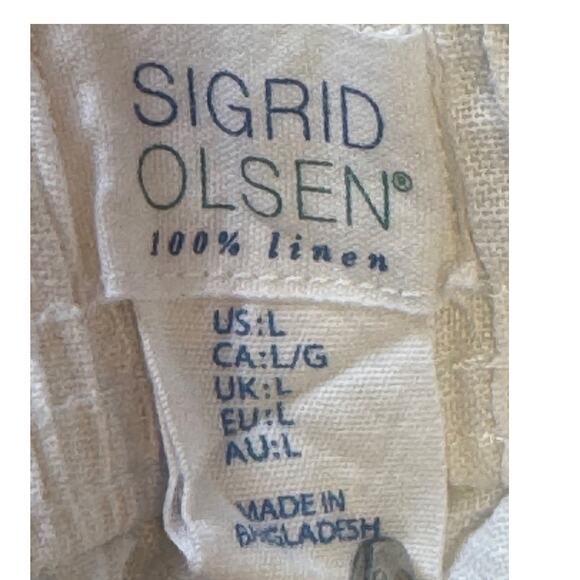 SIGRID
OLSEN®
100% linen
US:L
CA:L/G
UK:L
EU:L
AU:L
MADE IN
BANGLADESH